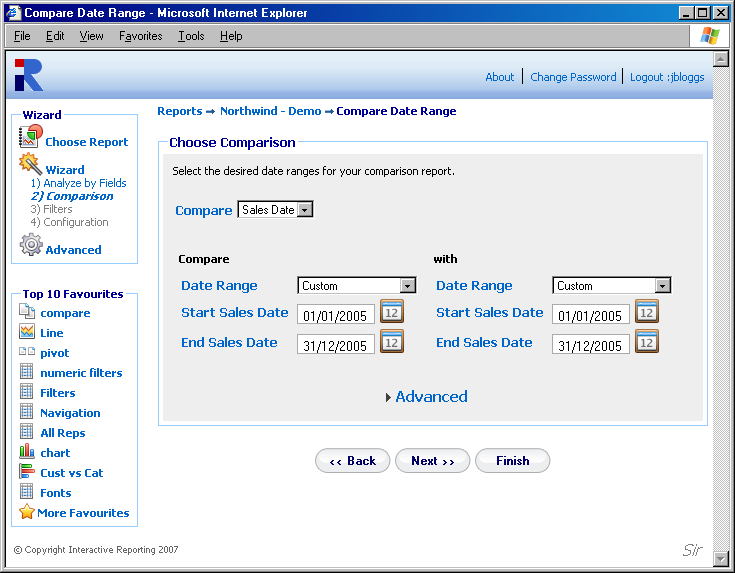 Compare Date Range - Microsoft Internet Explorer
File Edit View Favorites Tools Help
R
About Change Password Logout :jbloggs
Wizard
Choose Report
Wizard
1) Analyze by Fields
2) Comparison
3) Filters
4) Configuration
Advanced
Top 10 Favourites
compare
Line
pivot
numeric filters
Filters
Navigation
All Reps
chart
Cust vs Cat
Fonts
More Favourites
Reports ➞ Northwind - Demo ➞ Compare Date Range
Choose Comparison
Select the desired date ranges for your comparison report.
Compare Sales Date
Compare with
Date Range Custom Date Range Custom
Start Sales Date 01/01/2005 12 Start Sales Date 01/01/2005 12
End Sales Date 31/12/2005 12 End Sales Date 31/12/2005 12
Advanced
<< Back Next >> Finish
© Copyright Interactive Reporting 2007
Sir